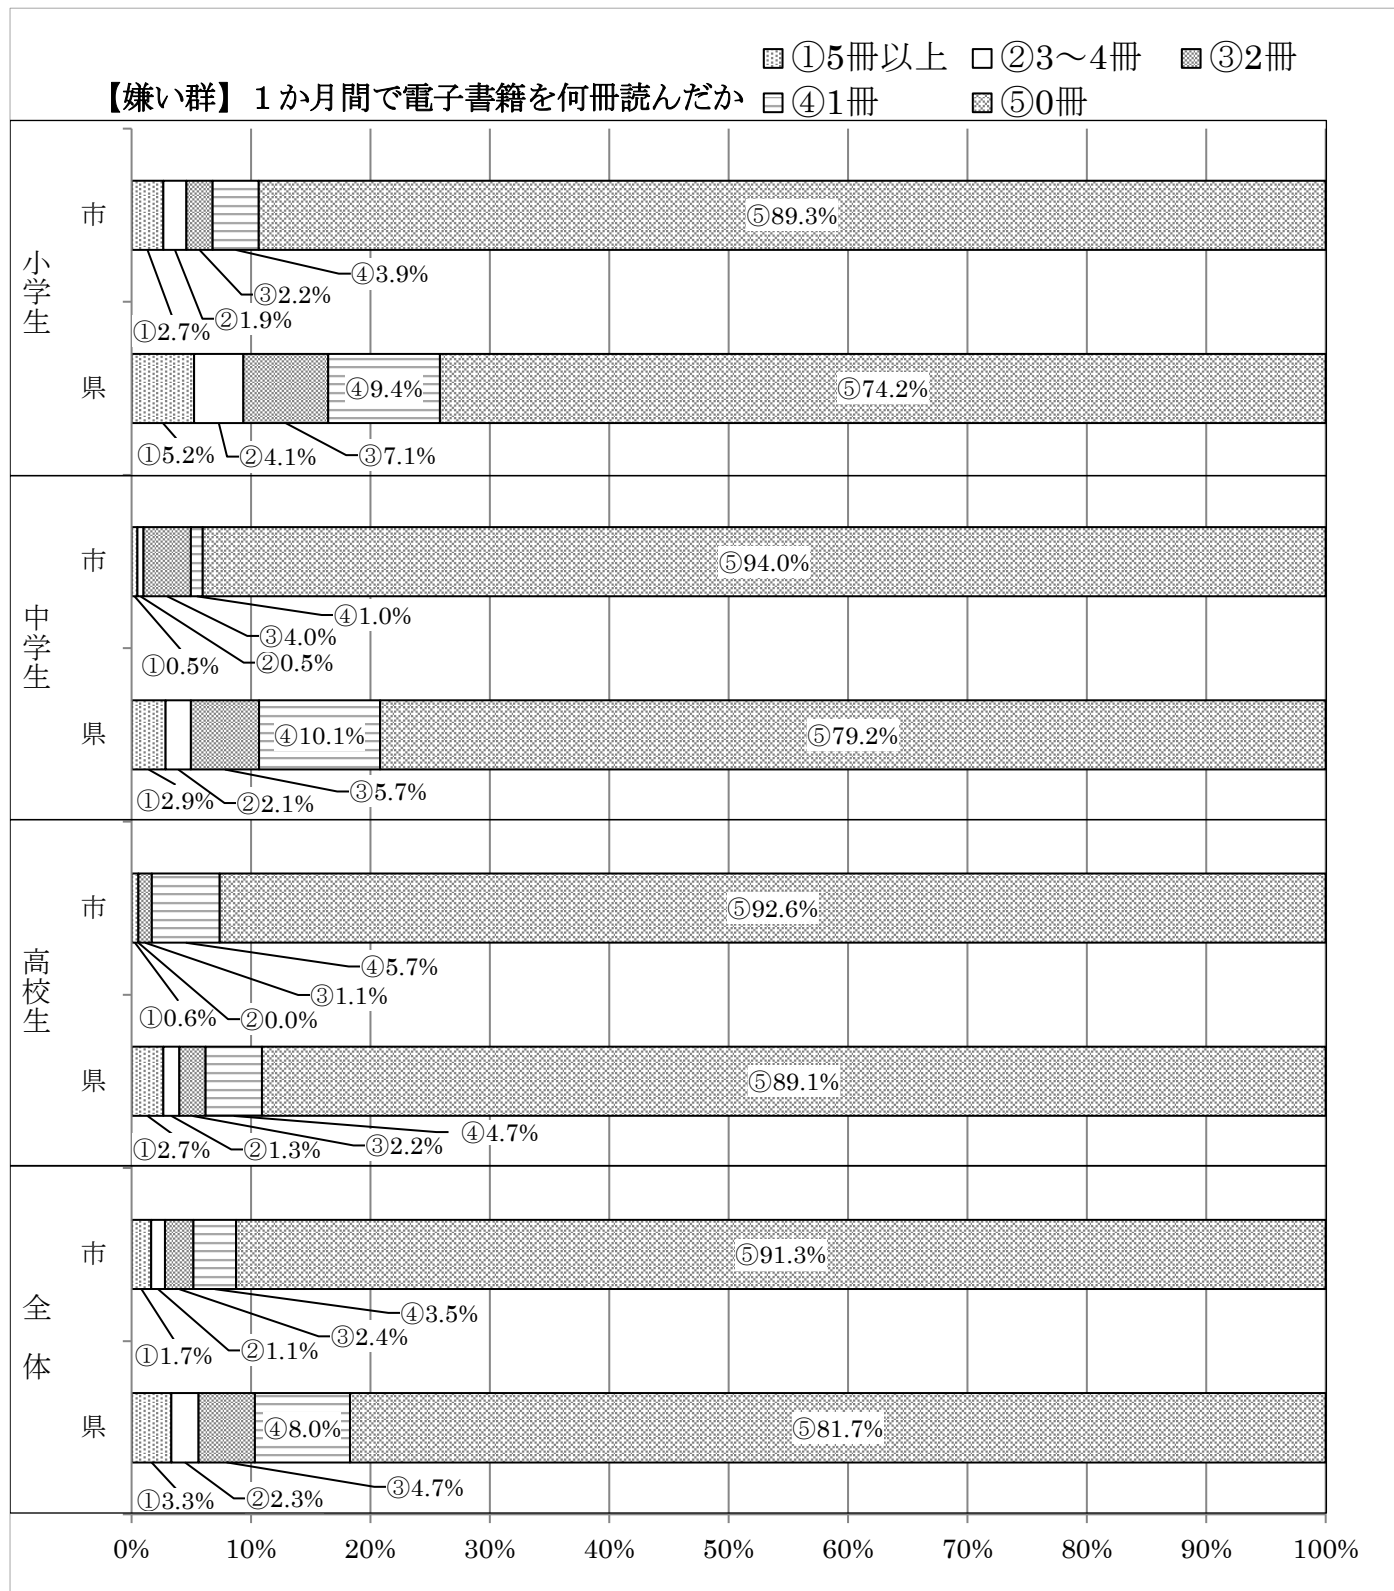 ①5冊以上 ②3～4冊 ③2冊
【嫌い群】１か月間で電子書籍を何冊読んだか ④1冊 ⑤0冊
小学生
市
⑤89.3%
④3.9%
③2.2%
②1.9%
①2.7%
県
④9.4%
⑤74.2%
①5.2% ②4.1% ③7.1%
中学生
市
⑤94.0%
④1.0%
③4.0%
①0.5% ②0.5%
県
④10.1%
⑤79.2%
①2.9% ②2.1% ③5.7%
高校生
市
⑤92.6%
④5.7%
③1.1%
①0.6% ②0.0%
県
⑤89.1%
①2.7% ②1.3% ③2.2% ④4.7%
全体
市
⑤91.3%
④3.5%
①1.7% ②1.1% ③2.4%
県
④8.0%
⑤81.7%
①3.3% ②2.3% ③4.7%
0% 10% 20% 30% 40% 50% 60% 70% 80% 90% 100%